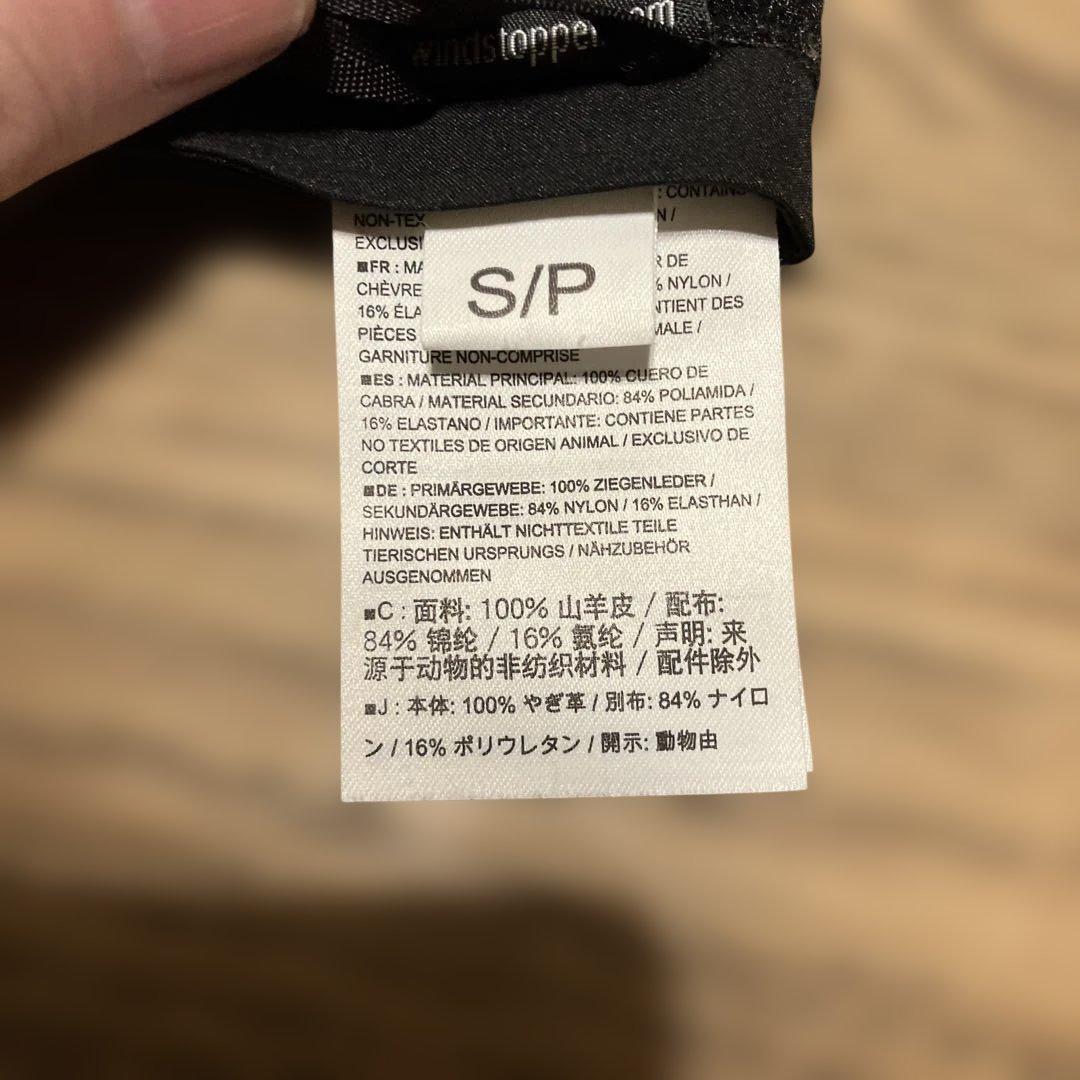 windstopper
: CONTAINS
NON-TEX
N /
EXCLUSI
■FR : MA
R DE
CHÈVRE
% NYLON /
16% ÉLA
NTIENT DES
PIÈCES
MALE /
S/P
GARNITURE NON-COMPRISE
■ES : MATERIAL PRINCIPAL: 100% CUERO DE
CABRA / MATERIAL SECUNDARIO: 84% POLIAMIDA /
16% ELASTANO / IMPORTANTE: CONTIENE PARTES
NO TEXTILES DE ORIGEN ANIMAL / EXCLUSIVO DE
CORTE
■DE : PRIMÄRGEWEBE: 100% ZIEGENLEDER /
SEKUNDÄRGEWEBE: 84% NYLON / 16% ELASTHAN /
HINWEIS: ENTHÄLT NICHTTEXTILE TEILE
TIERISCHEN URSPRUNGS / NÄHZUBEHÖR
AUSGENOMMEN
■C : 面料: 100% 山羊皮 / 配布:
84% 锦纶 / 16% 氨纶 / 声明: 来
源于动物的非纺织材料 / 配件除外
■J : 本体: 100% やぎ革 / 別布: 84% ナイロ
ン / 16% ポリウレタン / 開示: 動物由